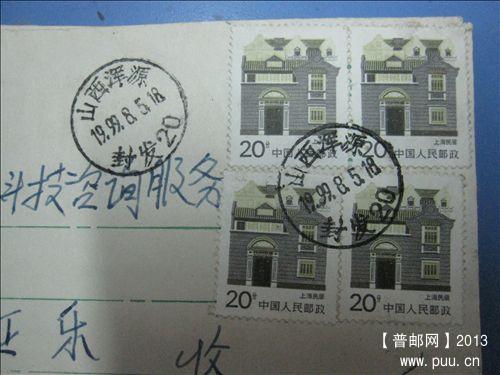 山西浑源
1999.8.5.18
封发20
科技咨询服务
正乐 收
20分
中国人民邮政
上海民居
20分
中国人民邮政
上海民居
山西浑源
1999.8.5.18
封发20
20分
中国人民邮政
上海民居
20分
中国人民邮政
上海民居
【普邮网】2013
www.puu.cn